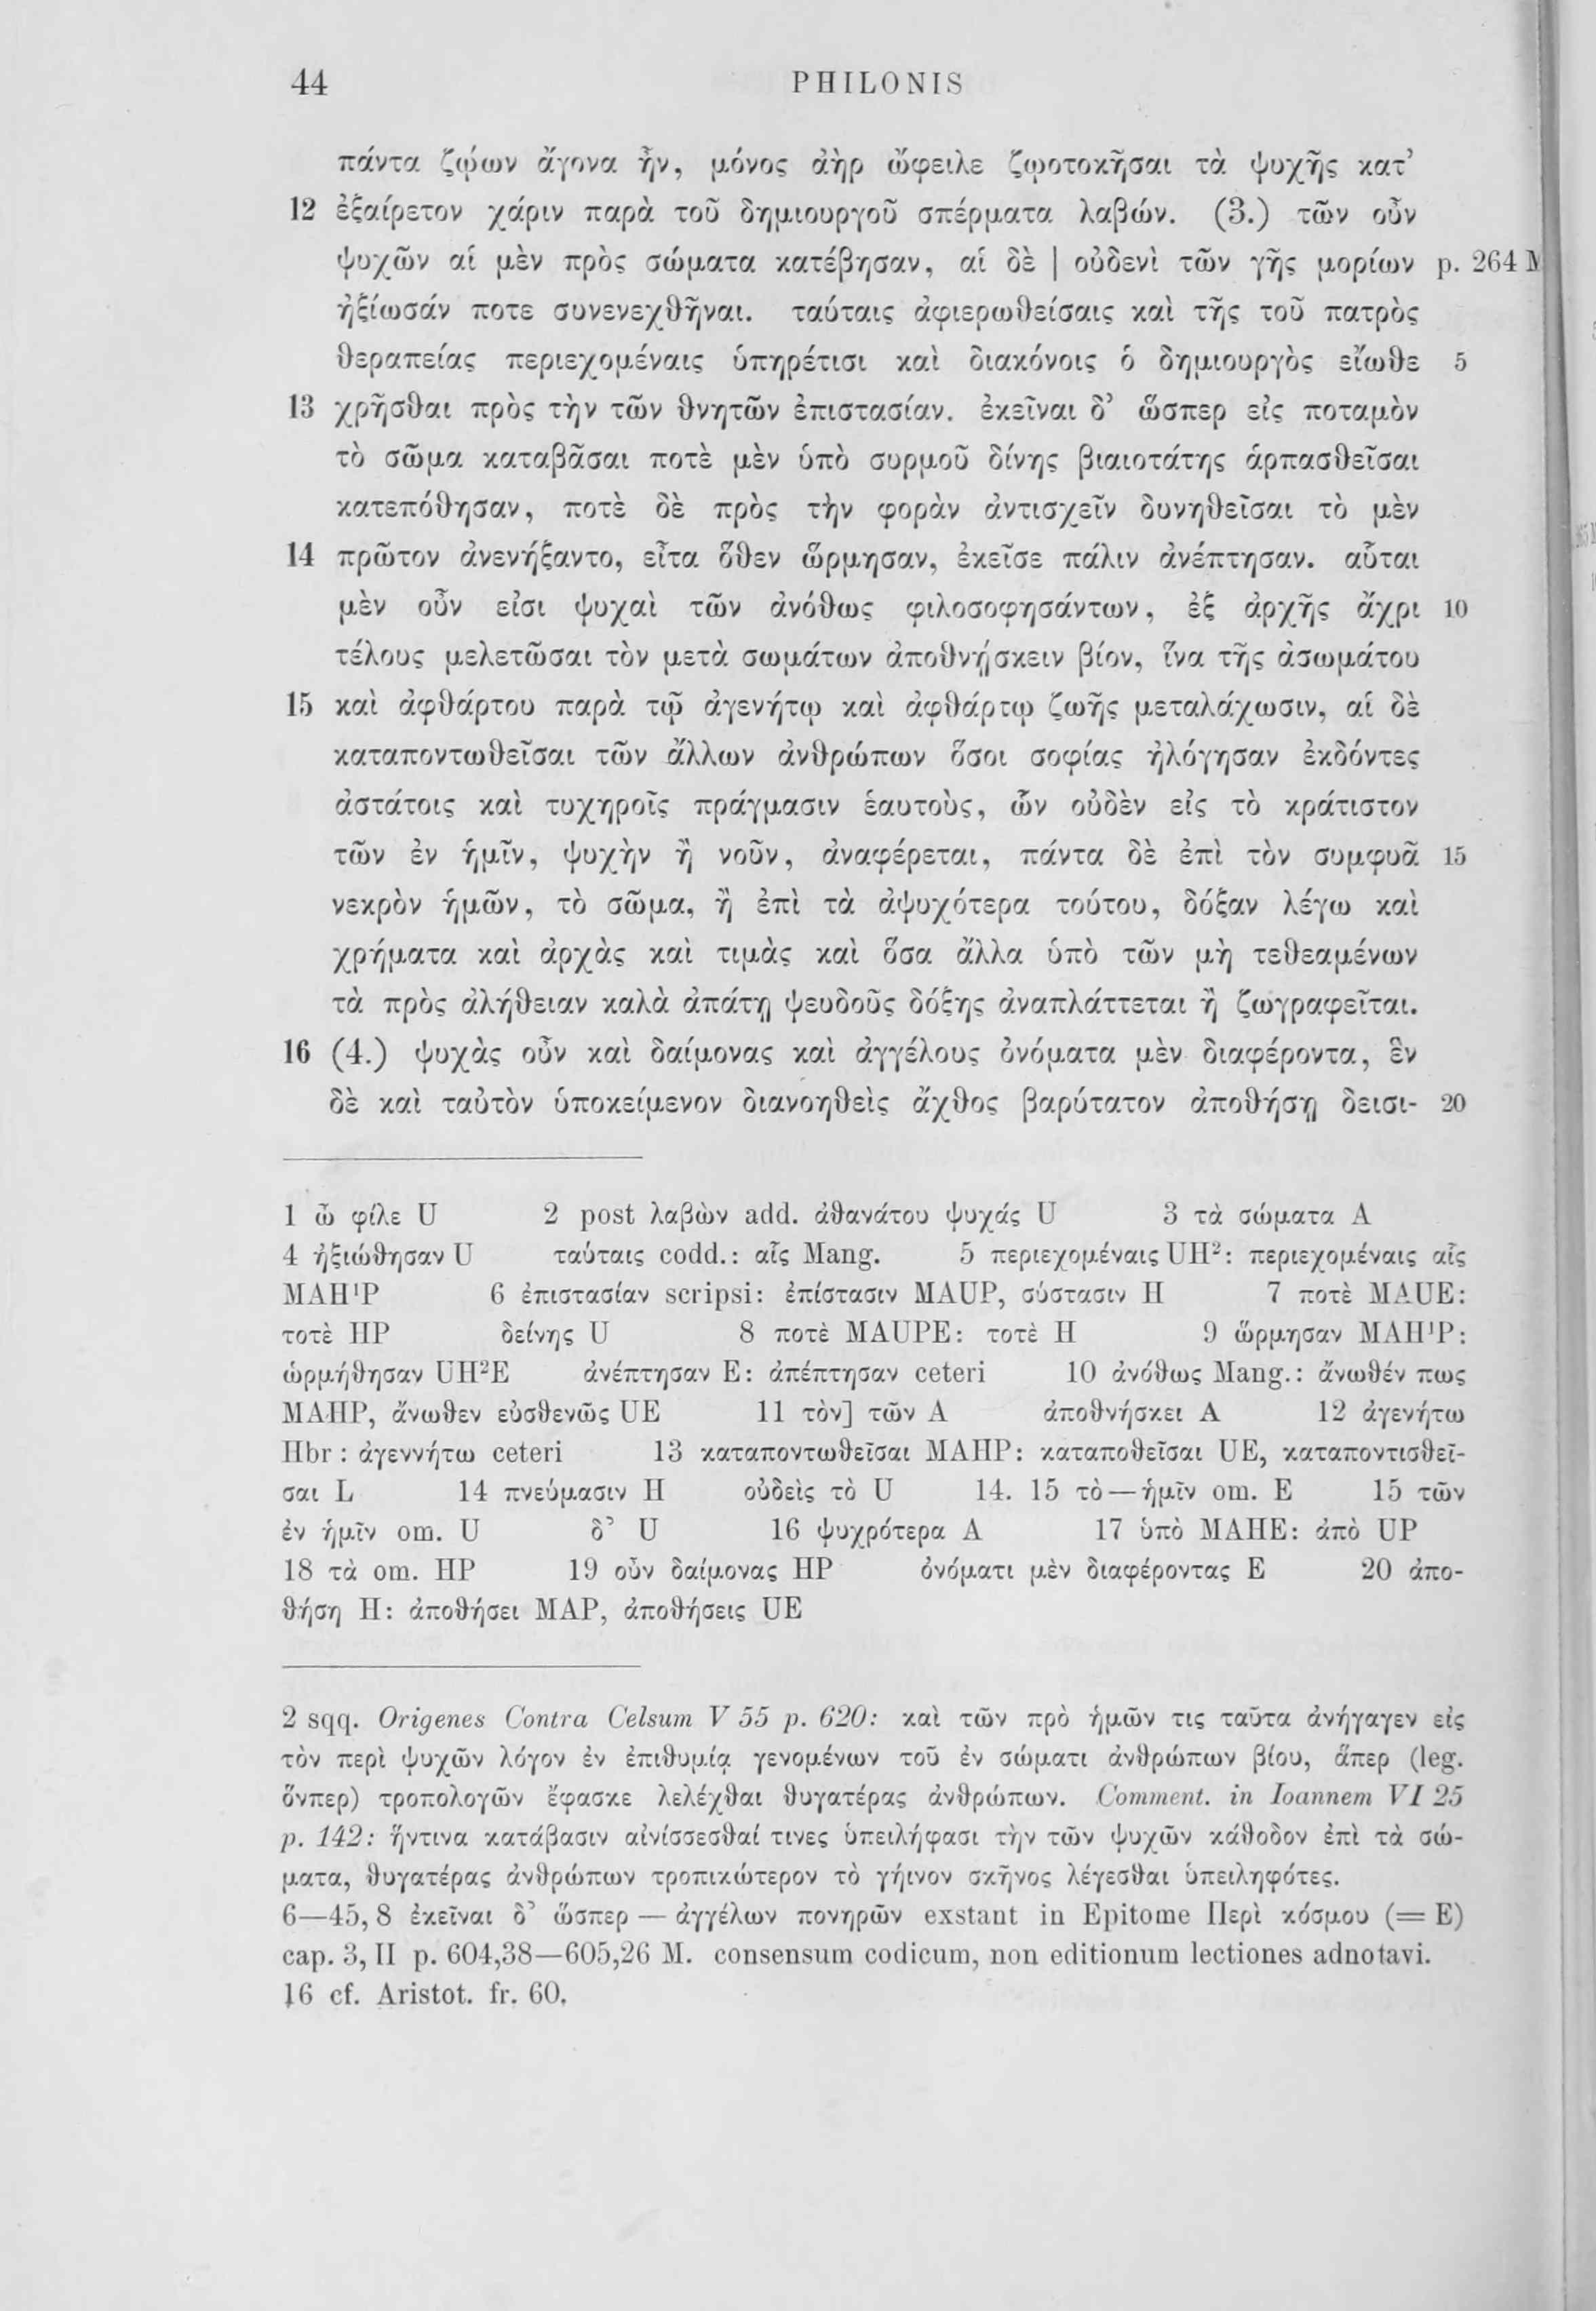 44 PHILONIS
πάντα ζῴων ἄγονα ἦν, μόνος ἀὴρ ὤφειλε ζῳοτοκῆσαι τὰ ψυχῆς κατ’
12 ἐξαίρετον χάριν παρὰ τοῦ δημιουργοῦ σπέρματα λαβών. (3.) τῶν οὖν
ψυχῶν αἱ μὲν πρὸς σώματα κατέβησαν, αἱ δὲ | οὐδενὶ τῶν γῆς μορίων p. 264 M
ἠξίωσάν ποτε συνενεχθῆναι. ταύταις ἀφιερωθείσαις καὶ τῆς τοῦ πατρὸς
θεραπείας περιεχομέναις ὑπηρέτισι καὶ διακόνοις ὁ δημιουργὸς εἴωθε 5
13 χρῆσθαι πρὸς τὴν τῶν θνητῶν ἐπιστασίαν. ἐκεῖναι δ’ ὥσπερ εἰς ποταμὸν
τὸ σῶμα καταβᾶσαι ποτὲ μὲν ὑπὸ συρμοῦ δίνης βιαιοτάτης ἁρπασθεῖσαι
κατεπόθησαν, ποτὲ δὲ πρὸς τὴν φορὰν ἀντισχεῖν δυνηθεῖσαι τὸ μὲν
14 πρῶτον ἀνενήξαντο, εἶτα ὅθεν ὥρμησαν, ἐκεῖσε πάλιν ἀνέπτησαν. αὗται
μὲν οὖν εἰσι ψυχαὶ τῶν ἀνόθως φιλοσοφησάντων, ἐξ ἀρχῆς ἄχρι 10
τέλους μελετῶσαι τὸν μετὰ σωμάτων ἀποθνῄσκειν βίον, ἵνα τῆς ἀσωμάτου
15 καὶ ἀφθάρτου παρὰ τῷ ἀγενήτῳ καὶ ἀφθάρτῳ ζωῆς μεταλάχωσιν, αἱ δὲ
καταποντωθεῖσαι τῶν ἄλλων ἀνθρώπων ὅσοι σοφίας ἠλόγησαν ἐκδόντες
ἀστάτοις καὶ τυχηροῖς πράγμασιν ἑαυτοὺς, ὧν οὐδὲν εἰς τὸ κράτιστον
τῶν ἐν ἡμῖν, ψυχὴν ἢ νοῦν, ἀναφέρεται, πάντα δὲ ἐπὶ τὸν συμφυᾶ 15
νεκρὸν ἡμῶν, τὸ σῶμα, ἢ ἐπὶ τὰ ἀψυχότερα τούτου, δόξαν λέγω καὶ
χρήματα καὶ ἀρχὰς καὶ τιμὰς καὶ ὅσα ἄλλα ὑπὸ τῶν μὴ τεθεαμένων
τὰ πρὸς ἀλήθειαν καλὰ ἀπάτῃ ψευδοῦς δόξης ἀναπλάττεται ἢ ζωγραφεῖται.
16 (4.) ψυχὰς οὖν καὶ δαίμονας καὶ ἀγγέλους ὀνόματα μὲν διαφέροντα, ἓν
δὲ καὶ ταὐτὸν ὑποκείμενον διανοηθεὶς ἄχθος βαρύτατον ἀποθήσῃ δεισι- 20
1 ὦ φίλε U 2 post λαβὼν add. ἀθανάτου ψυχάς U 3 τὰ σώματα A
4 ἠξιώθησαν U ταύταις codd.: αἷς Mang. 5 περιεχομέναις UH²: περιεχομέναις αἷς
MAH¹P 6 ἐπιστασίαν scripsi: ἐπίστασιν MAUP, σύστασιν H 7 ποτὲ MAUE:
τοτὲ HP δείνης U 8 ποτὲ MAUPE: τοτὲ H 9 ὥρμησαν MAH¹P:
ὡρμήθησαν UH²E ἀνέπτησαν E: ἀπέπτησαν ceteri 10 ἀνόθως Mang.: ἄνωθέν πως
MAHP, ἄνωθεν εὐσθενῶς UE 11 τὸν] τῶν A ἀποθνήσκει A 12 ἀγενήτω
Hbr: ἀγεννήτω ceteri 13 καταποντωθεῖσαι MAHP: καταποθεῖσαι UE, καταποντισθεῖ-
σαι L 14 πνεύμασιν H οὐδεὶς τὸ U 14. 15 τὸ—ἡμῖν om. E 15 τῶν
ἐν ἡμῖν om. U δ’ U 16 ψυχρότερα A 17 ὑπὸ MAHE: ἀπὸ UP
18 τὰ om. HP 19 οὖν δαίμονας HP ὀνόματι μὲν διαφέροντας E 20 ἀπο-
θήση H: ἀποθήσει MAP, ἀποθήσεις UE
2 sqq. Origenes Contra Celsum V 55 p. 620: καὶ τῶν πρὸ ἡμῶν τις ταῦτα ἀνήγαγεν εἰς
τὸν περὶ ψυχῶν λόγον ἐν ἐπιθυμίᾳ γενομένων τοῦ ἐν σώματι ἀνθρώπων βίου, ἅπερ (leg.
ὅνπερ) τροπολογῶν ἔφασκε λελέχθαι θυγατέρας ἀνθρώπων. Comment. in Ioannem VI 25
p. 142: ἥντινα κατάβασιν αἰνίσσεσθαί τινες ὑπειλήφασι τὴν τῶν ψυχῶν κάθοδον ἐπὶ τὰ σώ-
ματα, θυγατέρας ἀνθρώπων τροπικώτερον τὸ γήινον σκῆνος λέγεσθαι ὑπειληφότες.
6—45, 8 ἐκεῖναι δ’ ὥσπερ — ἀγγέλων πονηρῶν exstant in Epitome Περὶ κόσμου (= E)
cap. 3, II p. 604,38—605,26 M. consensum codicum, non editionum lectiones adnotavi.
16 cf. Aristot. fr. 60.